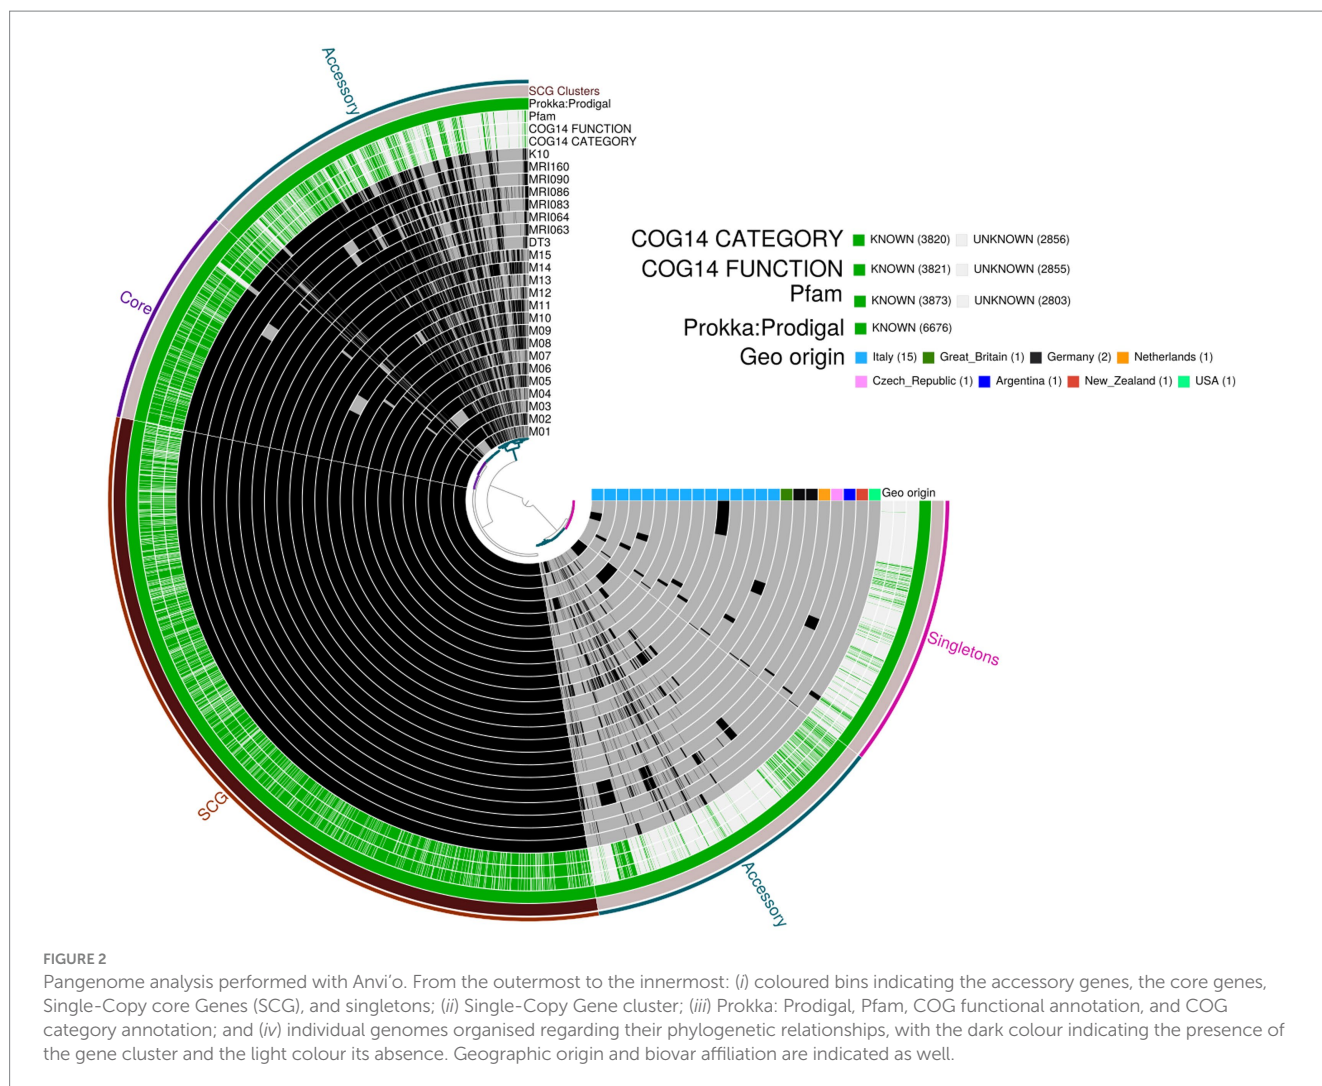 Accessory
SCG Clusters
Prokka:Prodigal
Pfam
COG14 FUNCTION
COG14 CATEGORY
K10
MRI160
MRI090
MRI086
MRI083
MRI064
MRI063
DT3
M15
M14
M13
M12
M11
M10
M09
M08
M07
M06
M05
M04
M03
M02
M01
Core
SCG
COG14 CATEGORY KNOWN (3820) UNKNOWN (2856)
COG14 FUNCTION KNOWN (3821) UNKNOWN (2855)
Pfam KNOWN (3873) UNKNOWN (2803)
Prokka:Prodigal KNOWN (6676)
Geo origin Italy (15) Great_Britain (1) Germany (2) Netherlands (1)
Czech_Republic (1) Argentina (1) New_Zealand (1) USA (1)
Geo origin
Singletons
Accessory
FIGURE 2
Pangenome analysis performed with Anvi’o. From the outermost to the innermost: (i) coloured bins indicating the accessory genes, the core genes,
Single-Copy core Genes (SCG), and singletons; (ii) Single-Copy Gene cluster; (iii) Prokka: Prodigal, Pfam, COG functional annotation, and COG
category annotation; and (iv) individual genomes organised regarding their phylogenetic relationships, with the dark colour indicating the presence of
the gene cluster and the light colour its absence. Geographic origin and biovar affiliation are indicated as well.